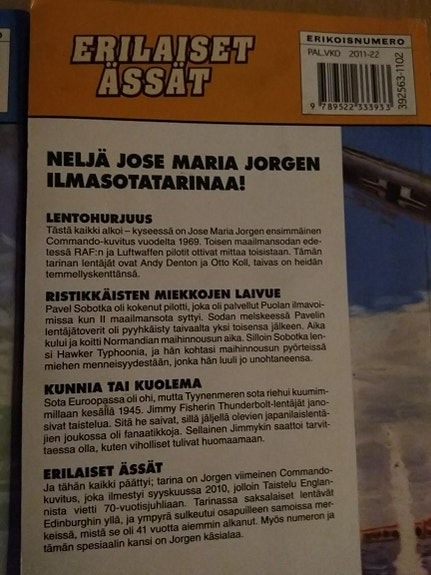 ERILAISET
ÄSSÄT
ERIKOISNUMERO
PAL.VKO 2011-22
9 789522 333933
392563-1102
NELJÄ JOSE MARIA JORGEN
ILMASOTATARINAA!
LENTOHURJUUS
Tästä kaikki alkoi – kyseessä on Jose Maria Jorgen ensimmäinen
Commando-kuvitus vuodelta 1969. Toisen maailmansodan ede-
tessä RAF:n ja Luftwaffen pilotit ottivat mittaa toisistaan. Tämän
tarinan lentäjät ovat Andy Denton ja Otto Koll, taivas on heidän
temmellyskenttänsä.
RISTIKKÄISTEN MIEKKOJEN LAIVUE
Pavel Sobotka oli kokenut pilotti, joka oli palvellut Puolan ilmavoi-
missa kun II maailmansota syttyi. Sodan melskeessä Pavelin
lentäjätoverit oli pyyhkäisty taivaalta yksi toisensa jälkeen. Aika
kului ja koitti Normandian maihinnousun aika. Silloin Sobotka len-
si Hawker Typhoonia, ja hän kohtasi maihinnousun pyörteissä
miehen menneisyydestään, jonka hän luuli jo unohtaneensa.
KUNNIA TAI KUOLEMA
Sota Euroopassa oli ohi, mutta Tyynenmeren sota riehui kuumim-
millaan kesällä 1945. Jimmy Fisherin Thunderbolt-lentäjät jano-
sivat taistelua. Sitä he saivat, sillä jäljellä olevien japanilaislentä-
jien joukossa oli fanaatikkoja. Sellainen Jimmykin saattoi tarvit-
taessa olla, kuten viholliset tulivat huomaamaan.
ERILAISET ÄSSÄT
Ja tähän kaikki päättyi; tarina on Jorgen viimeinen Commando-
kuvitus, joka ilmestyi syyskuussa 2010, jolloin Taistelu Englan-
nista vietti 70-vuotisjuhliaan. Tarinassa saksalaiset lentävät
Edinburghin yllä, ja ympyrä sulkeutui osapuilleen samoissa mer-
keissä, mistä se oli 41 vuotta aiemmin alkanut. Myös numeron ja
tämän spesiaalin kansi on Jorgen käsialaa.